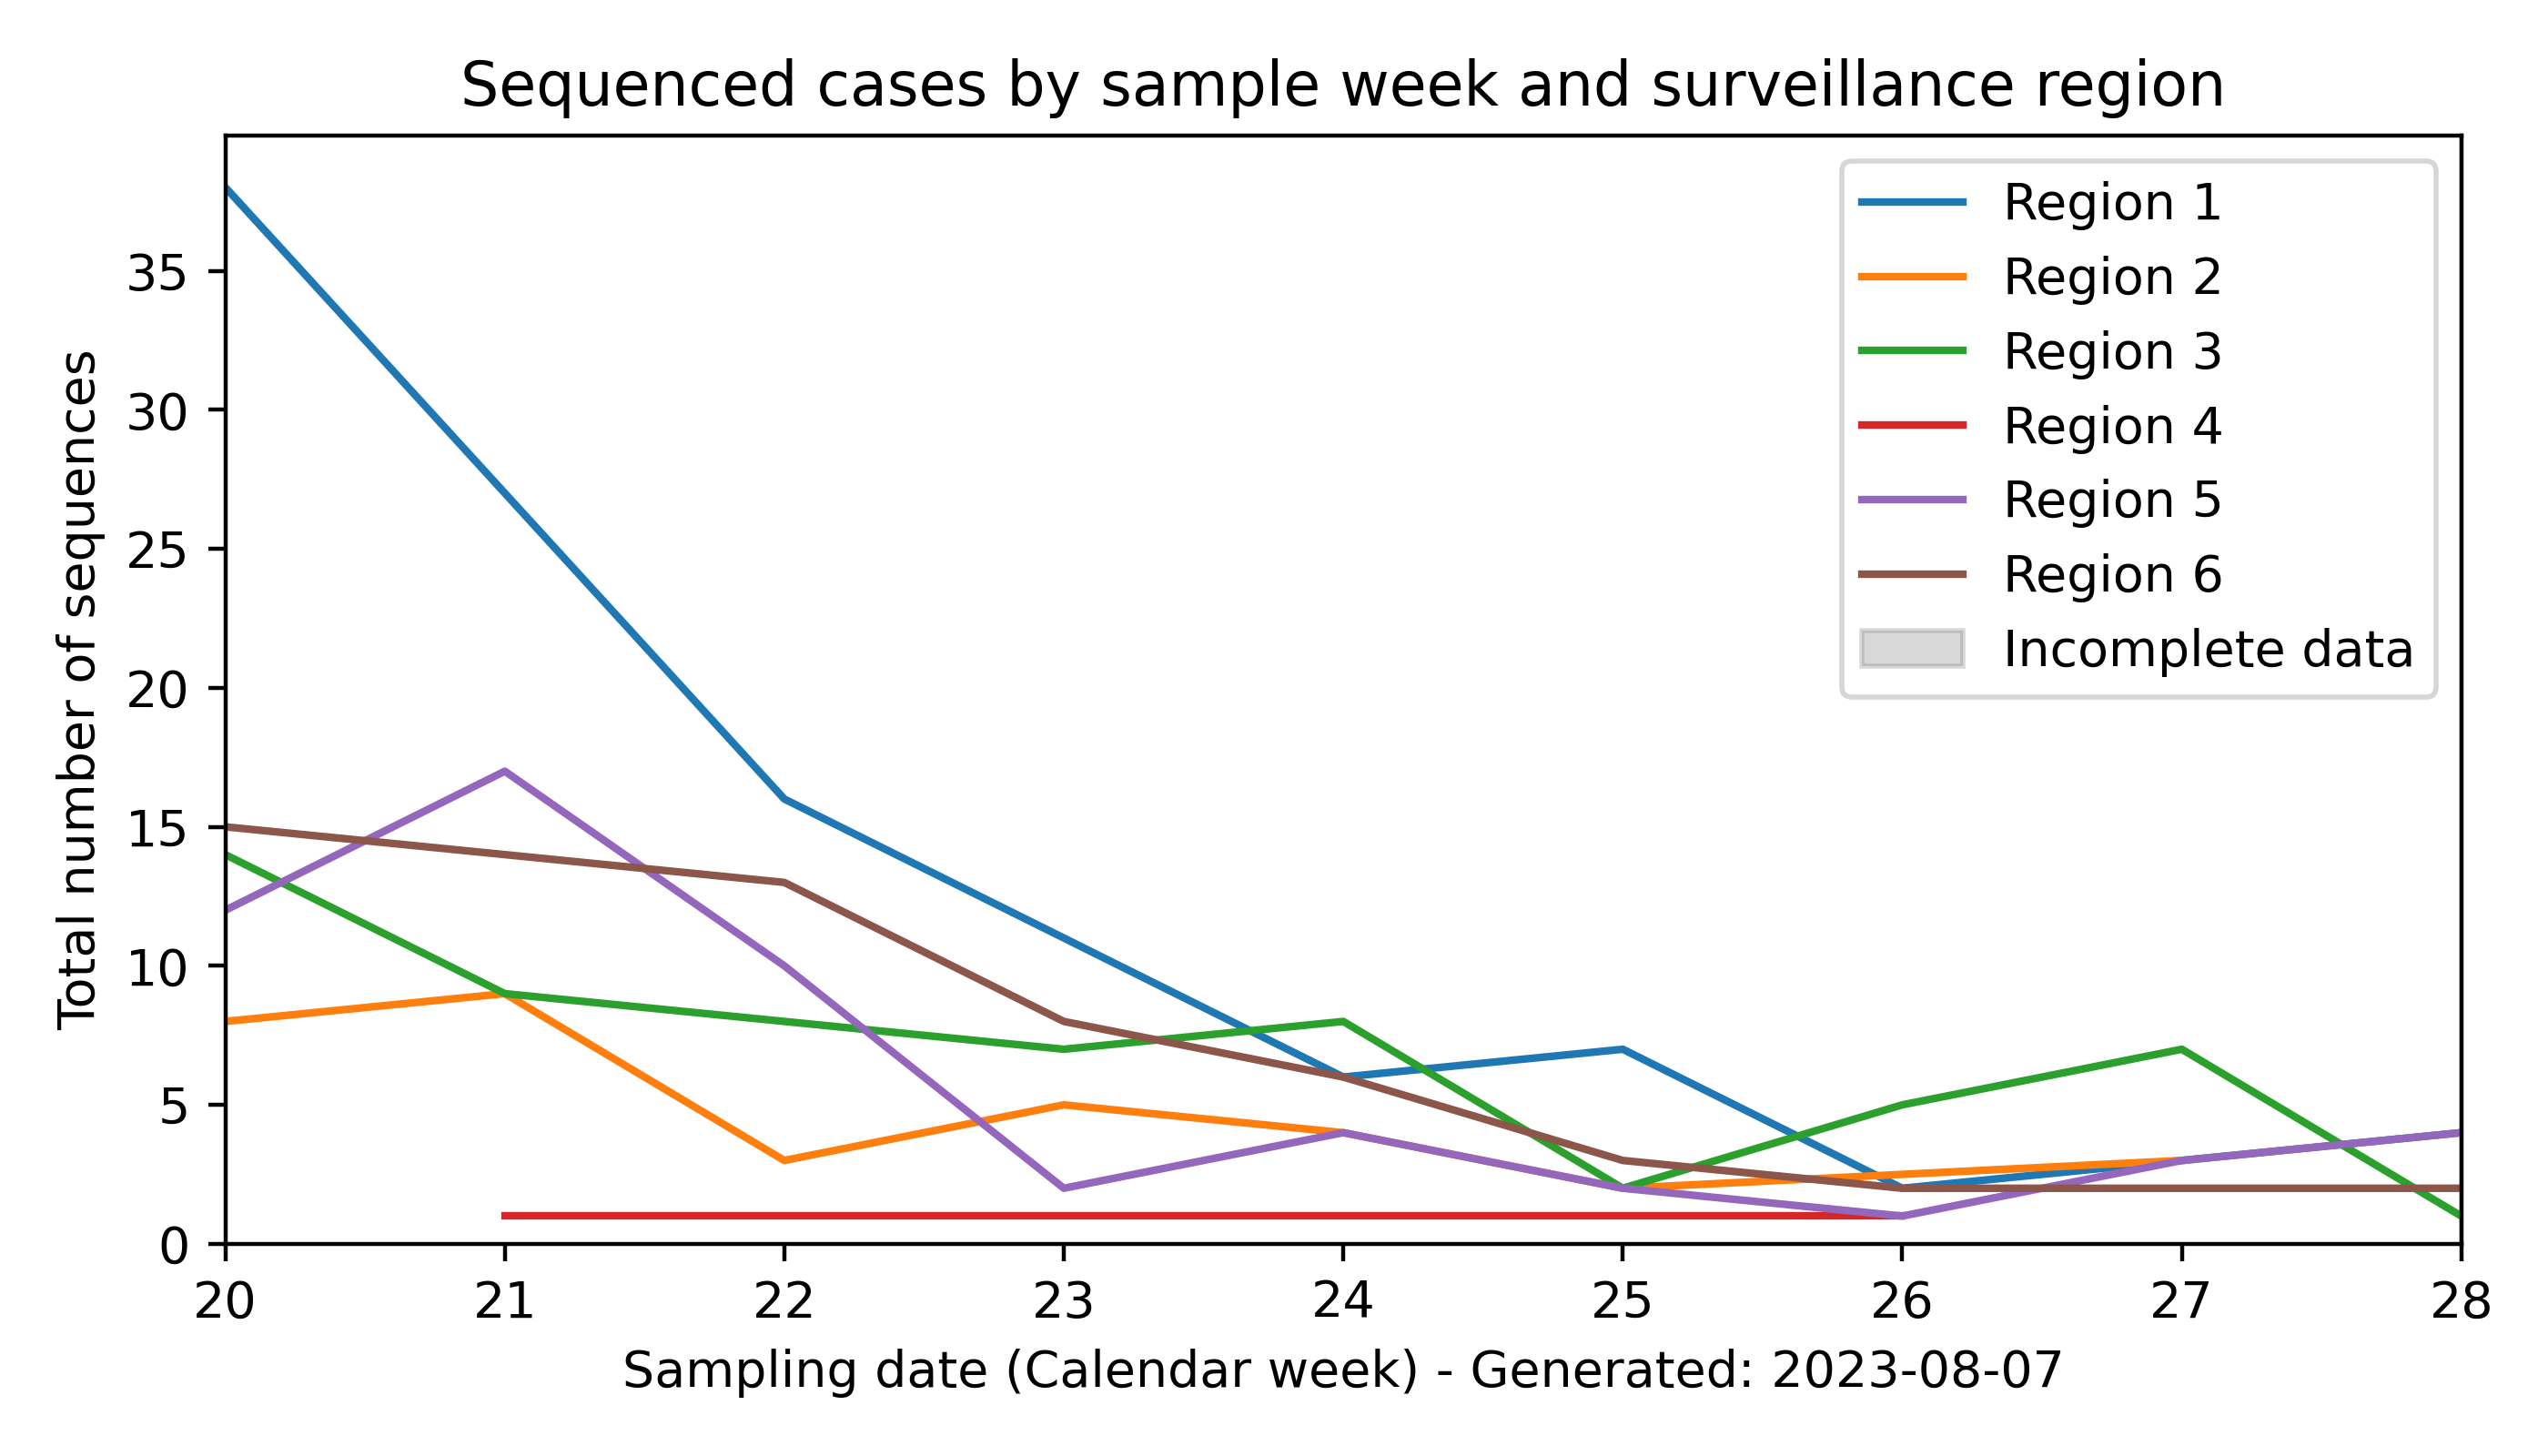 Sequenced cases by sample week and surveillance region
Total number of sequences
35
30
25
20
15
10
5
0
20 21 22 23 24 25 26 27 28
Sampling date (Calendar week) - Generated: 2023-08-07
Region 1
Region 2
Region 3
Region 4
Region 5
Region 6
Incomplete data